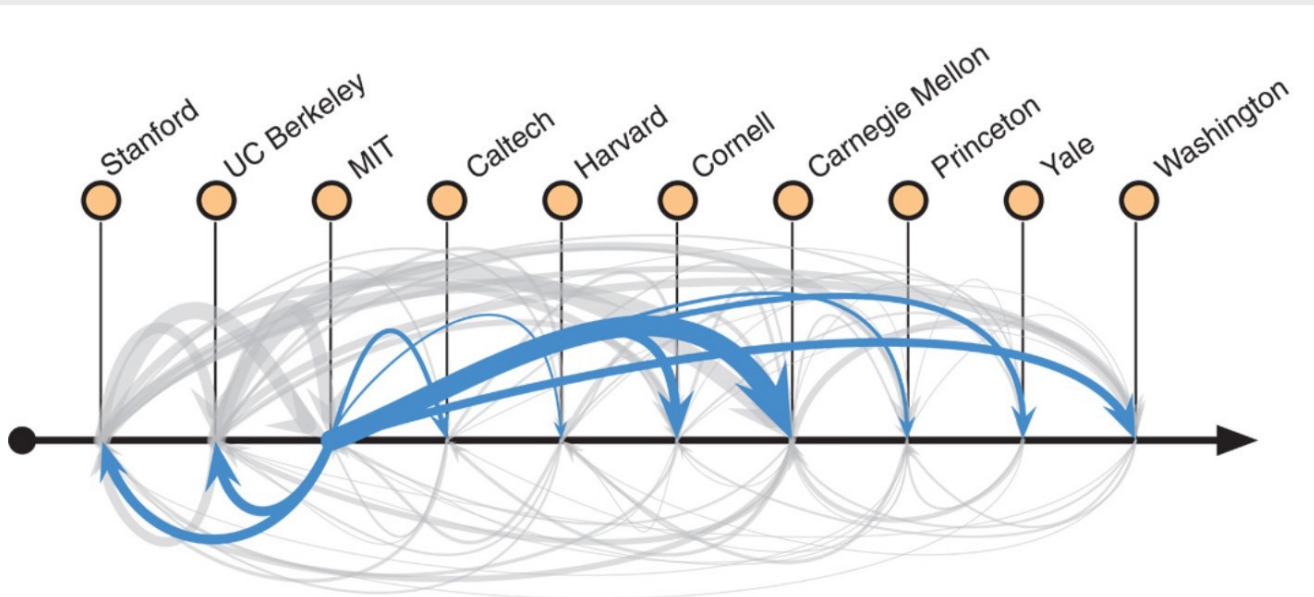 Stanford
UC Berkeley
MIT
Caltech
Harvard
Cornell
Carnegie Mellon
Princeton
Yale
Washington